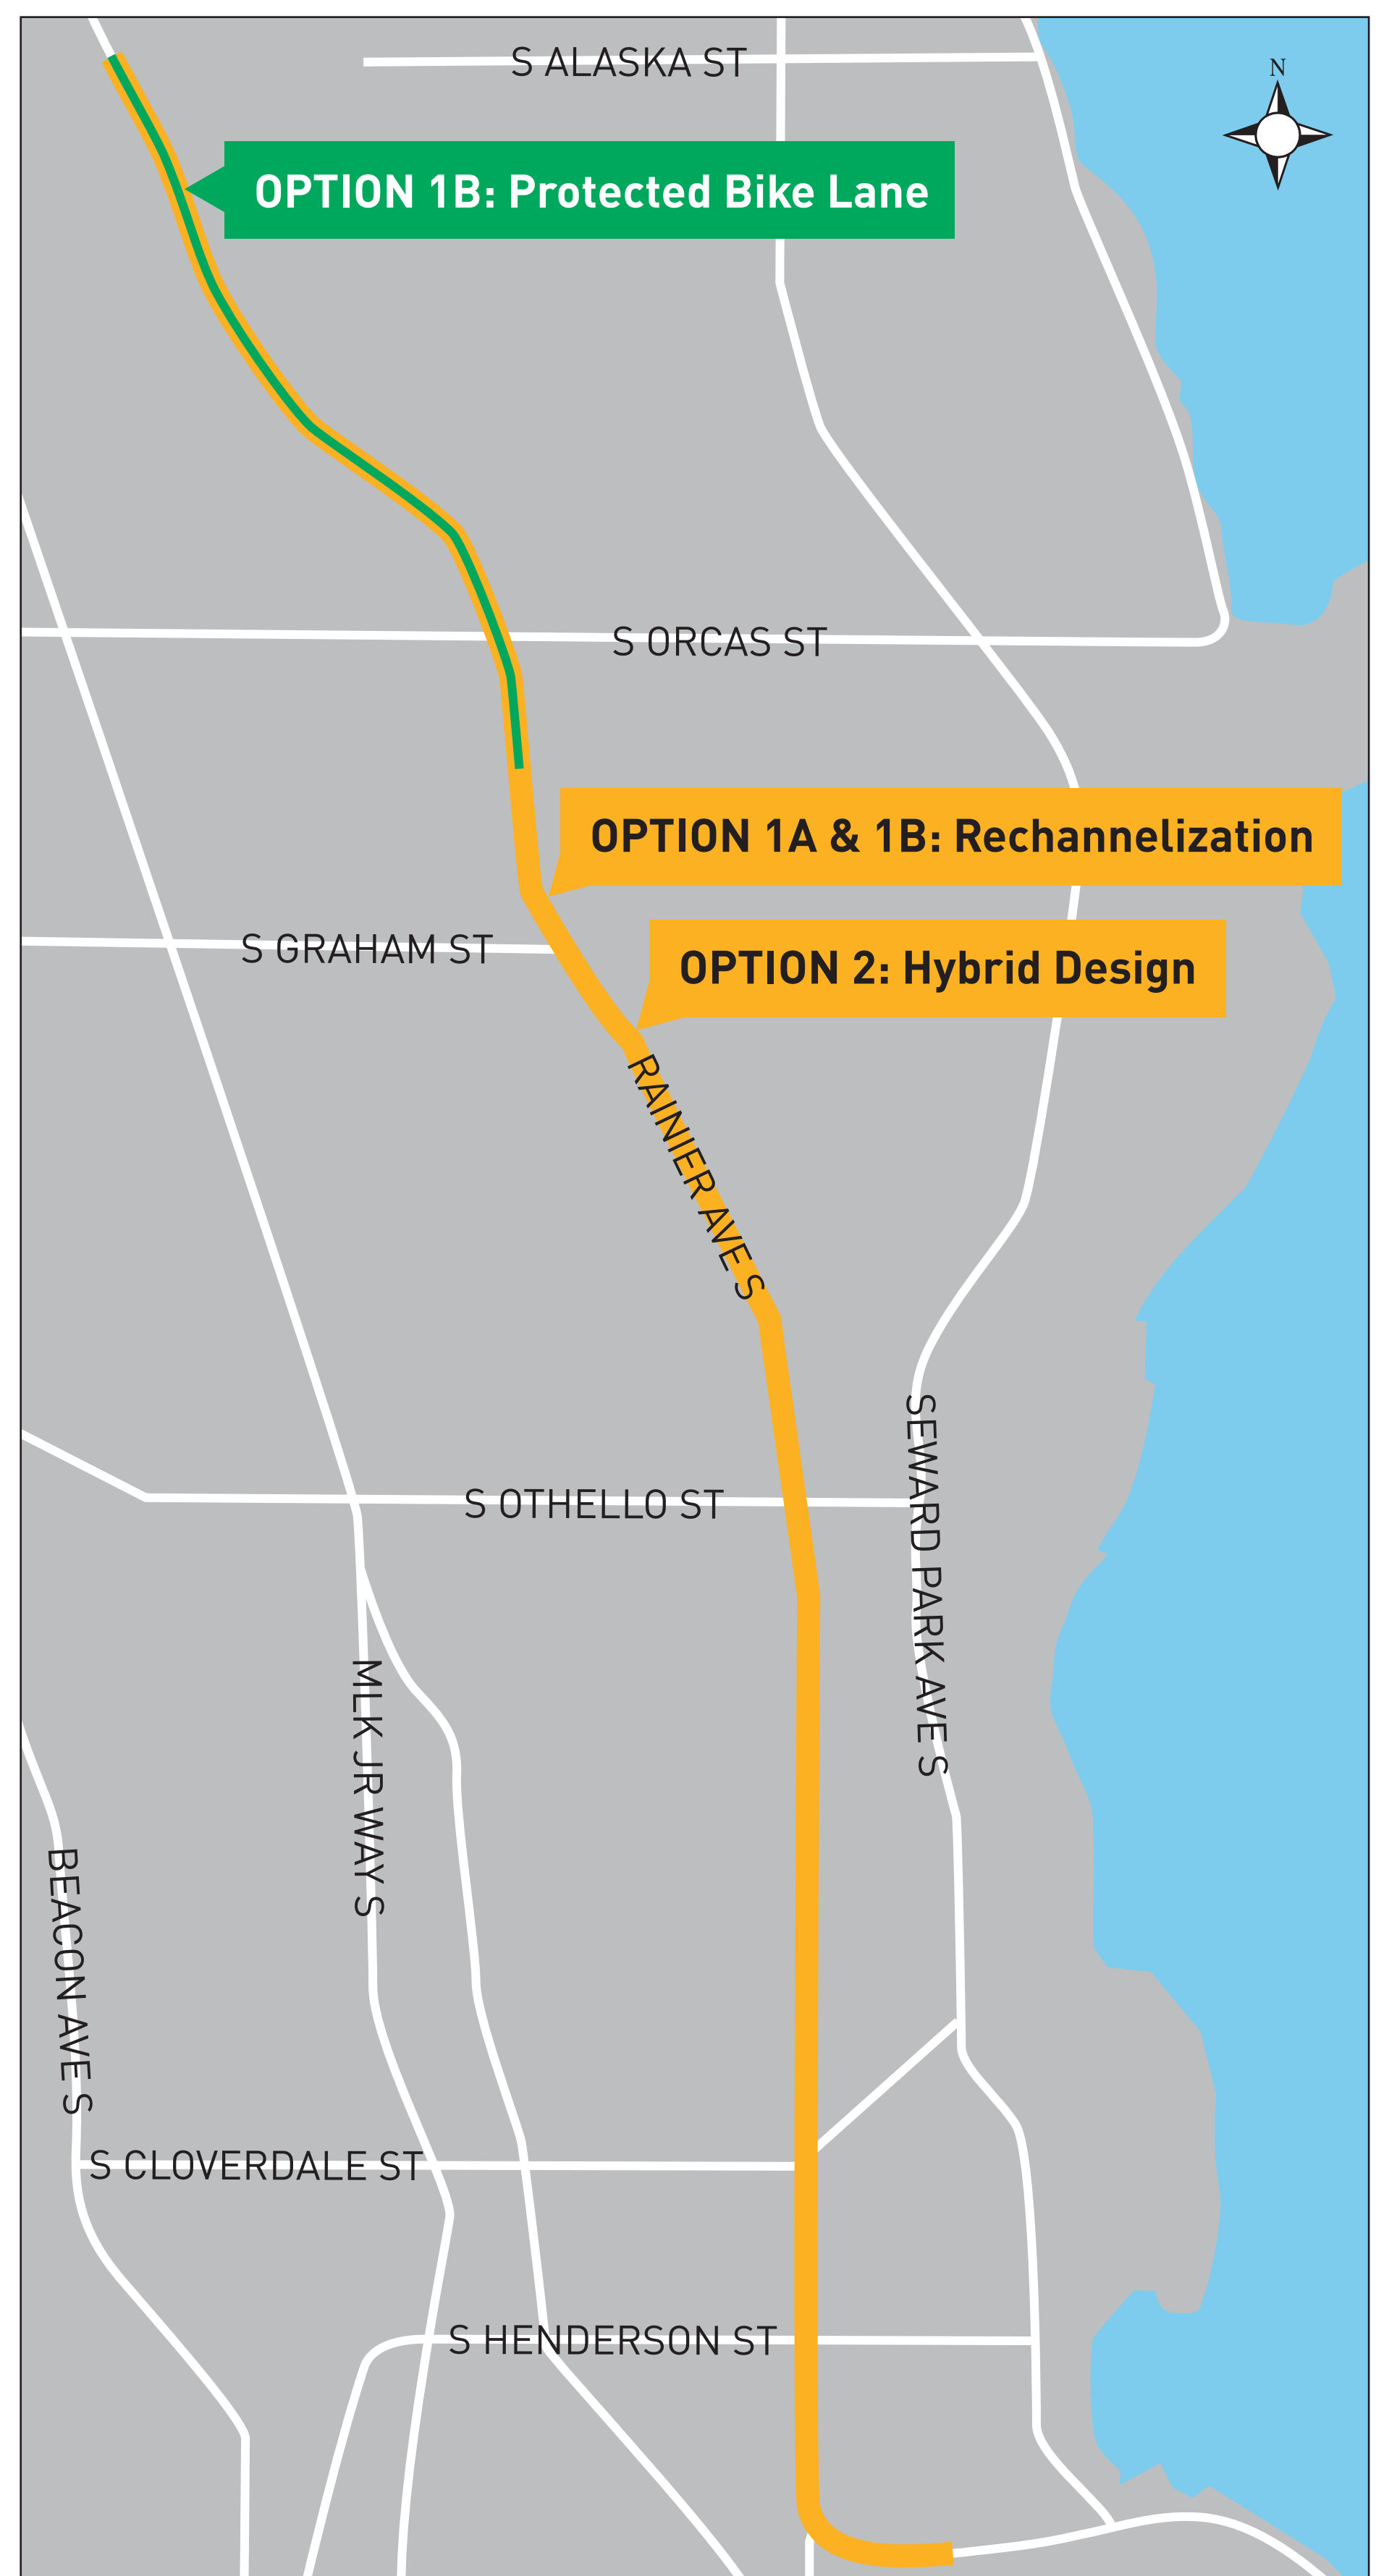 S ALASKA ST
N
OPTION 1B: Protected Bike Lane
S ORCAS ST
OPTION 1A & 1B: Rechannelization
S GRAHAM ST
OPTION 2: Hybrid Design
RAINIER AVE S
SEWARD PARK AVE S
S OTHELLO ST
MLK JR WAY S
BEACON AVE S
S CLOVERDALE ST
S HENDERSON ST